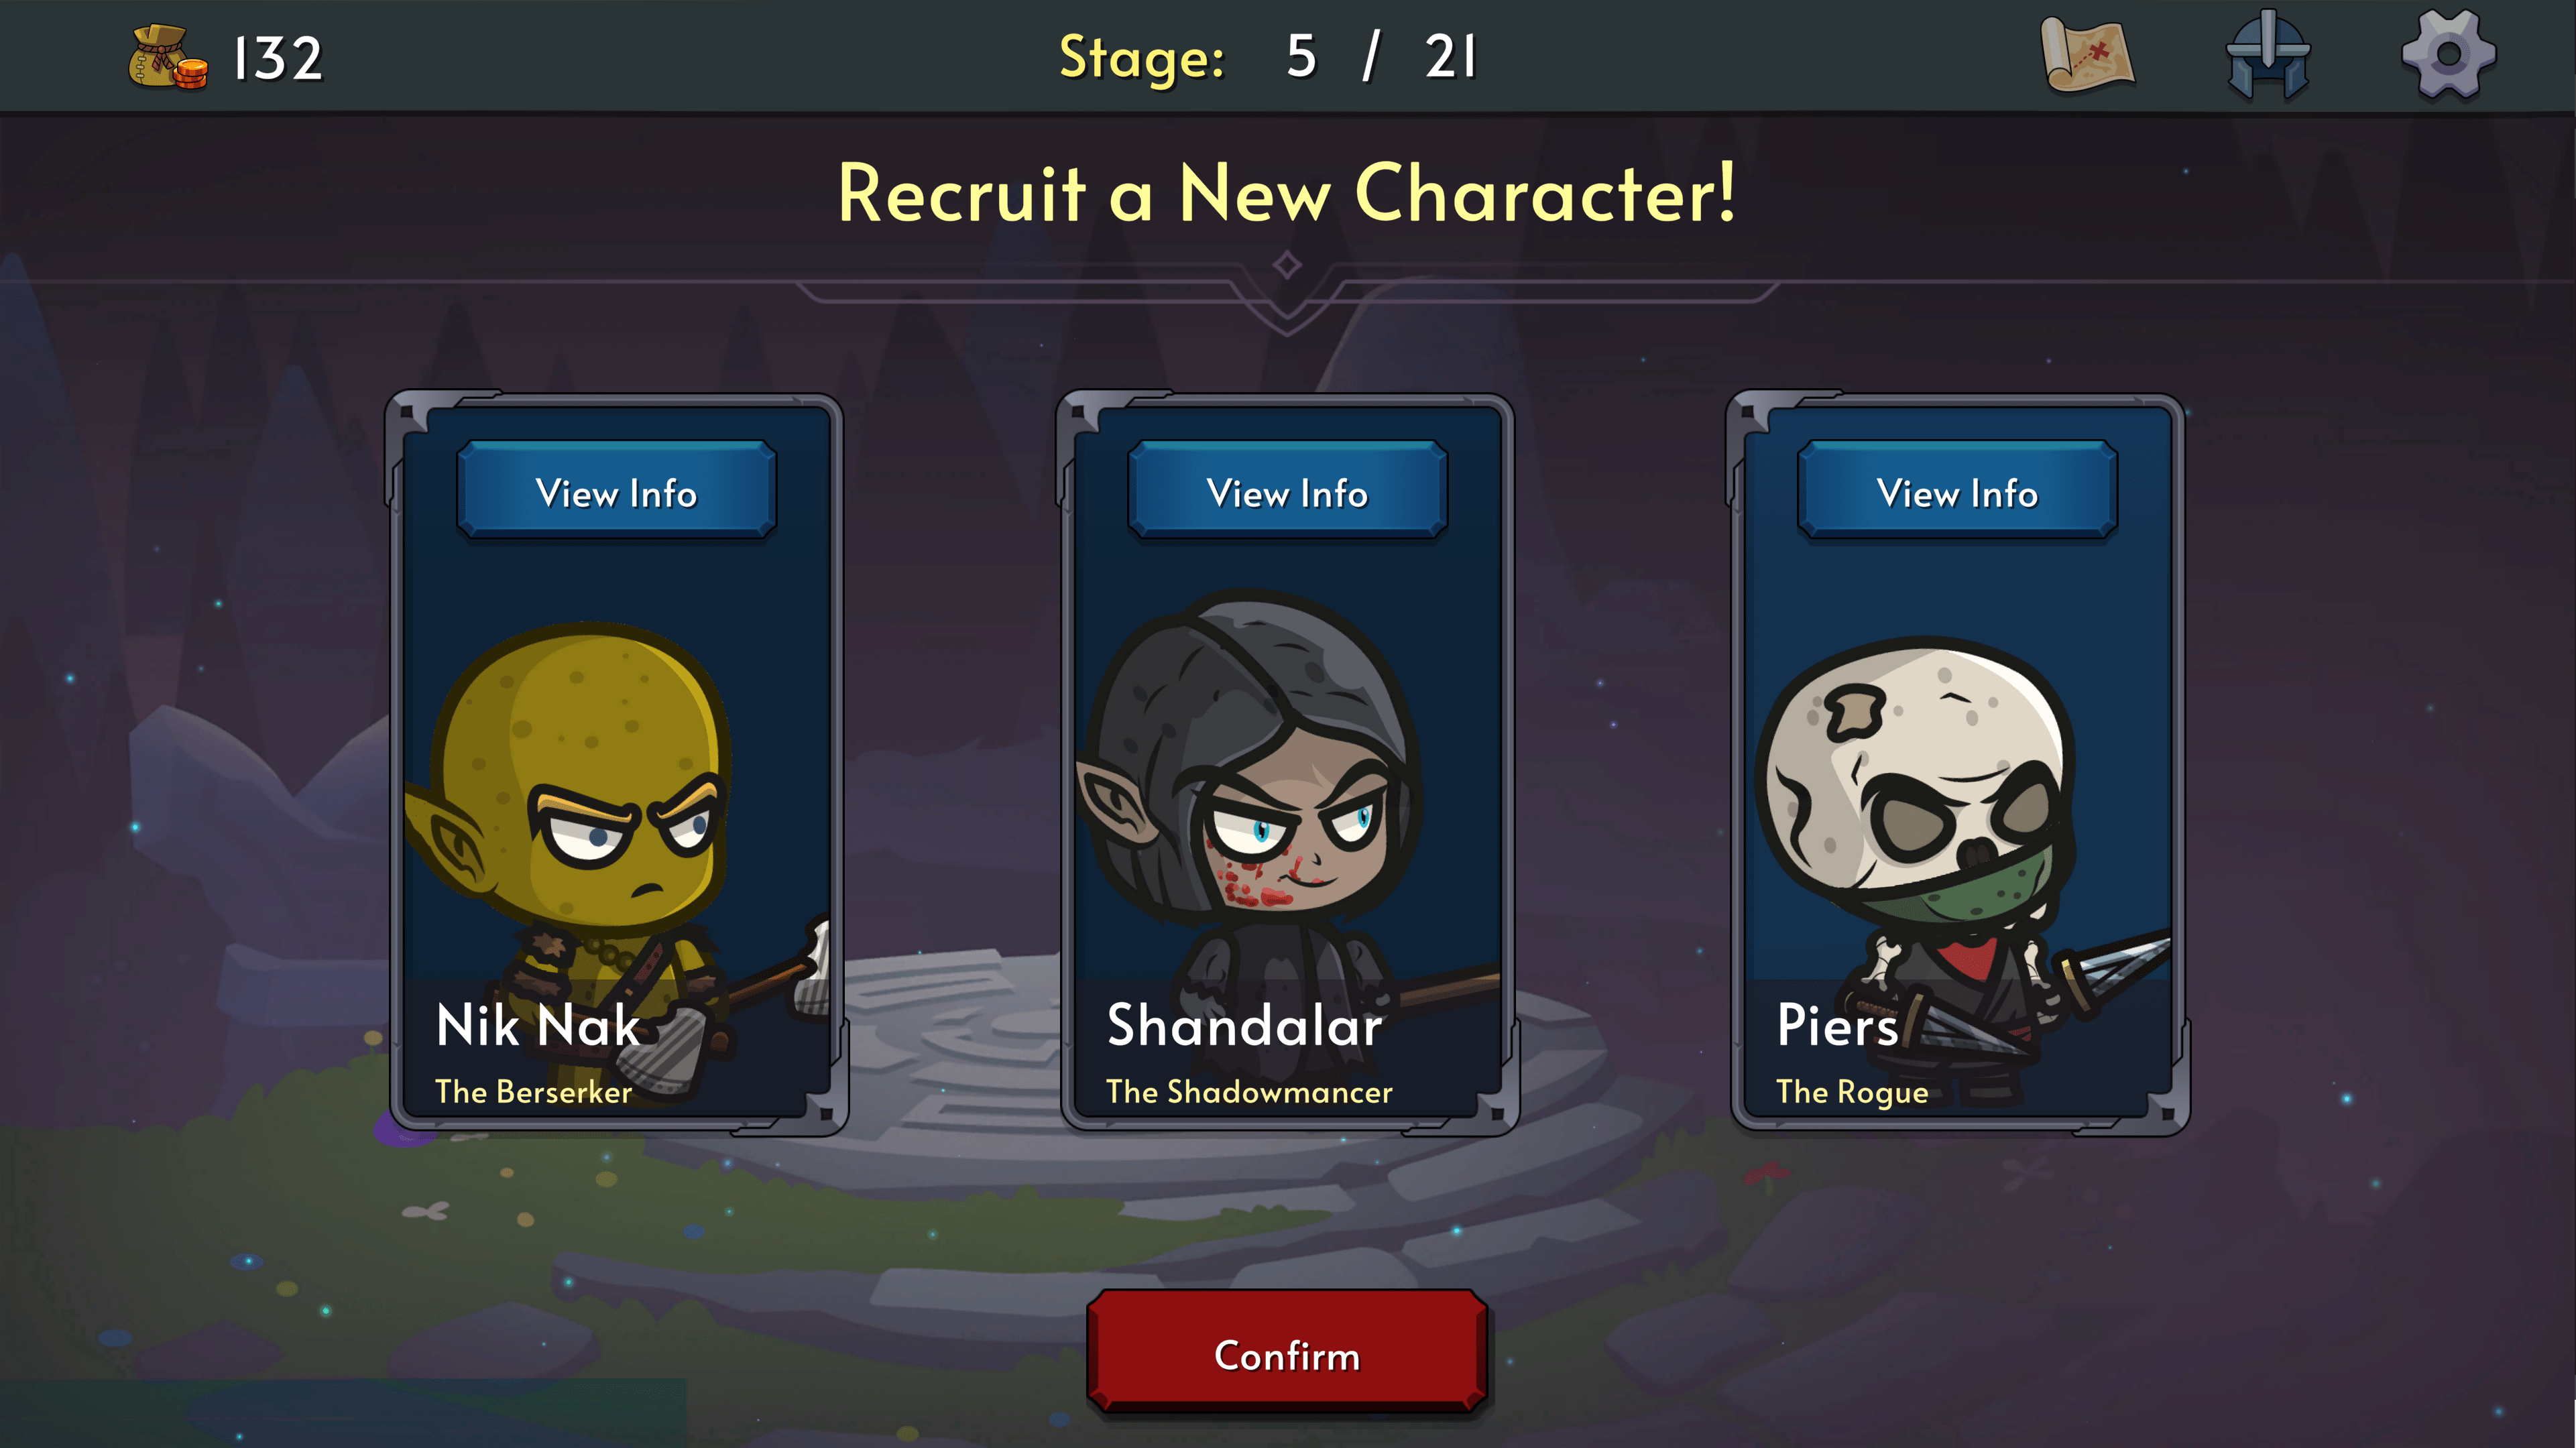 132
Stage: 5 / 21
Recruit a New Character!
View Info
View Info
View Info
Nik Nak
The Berserker
Shandalar
The Shadowmancer
Piers
The Rogue
Confirm